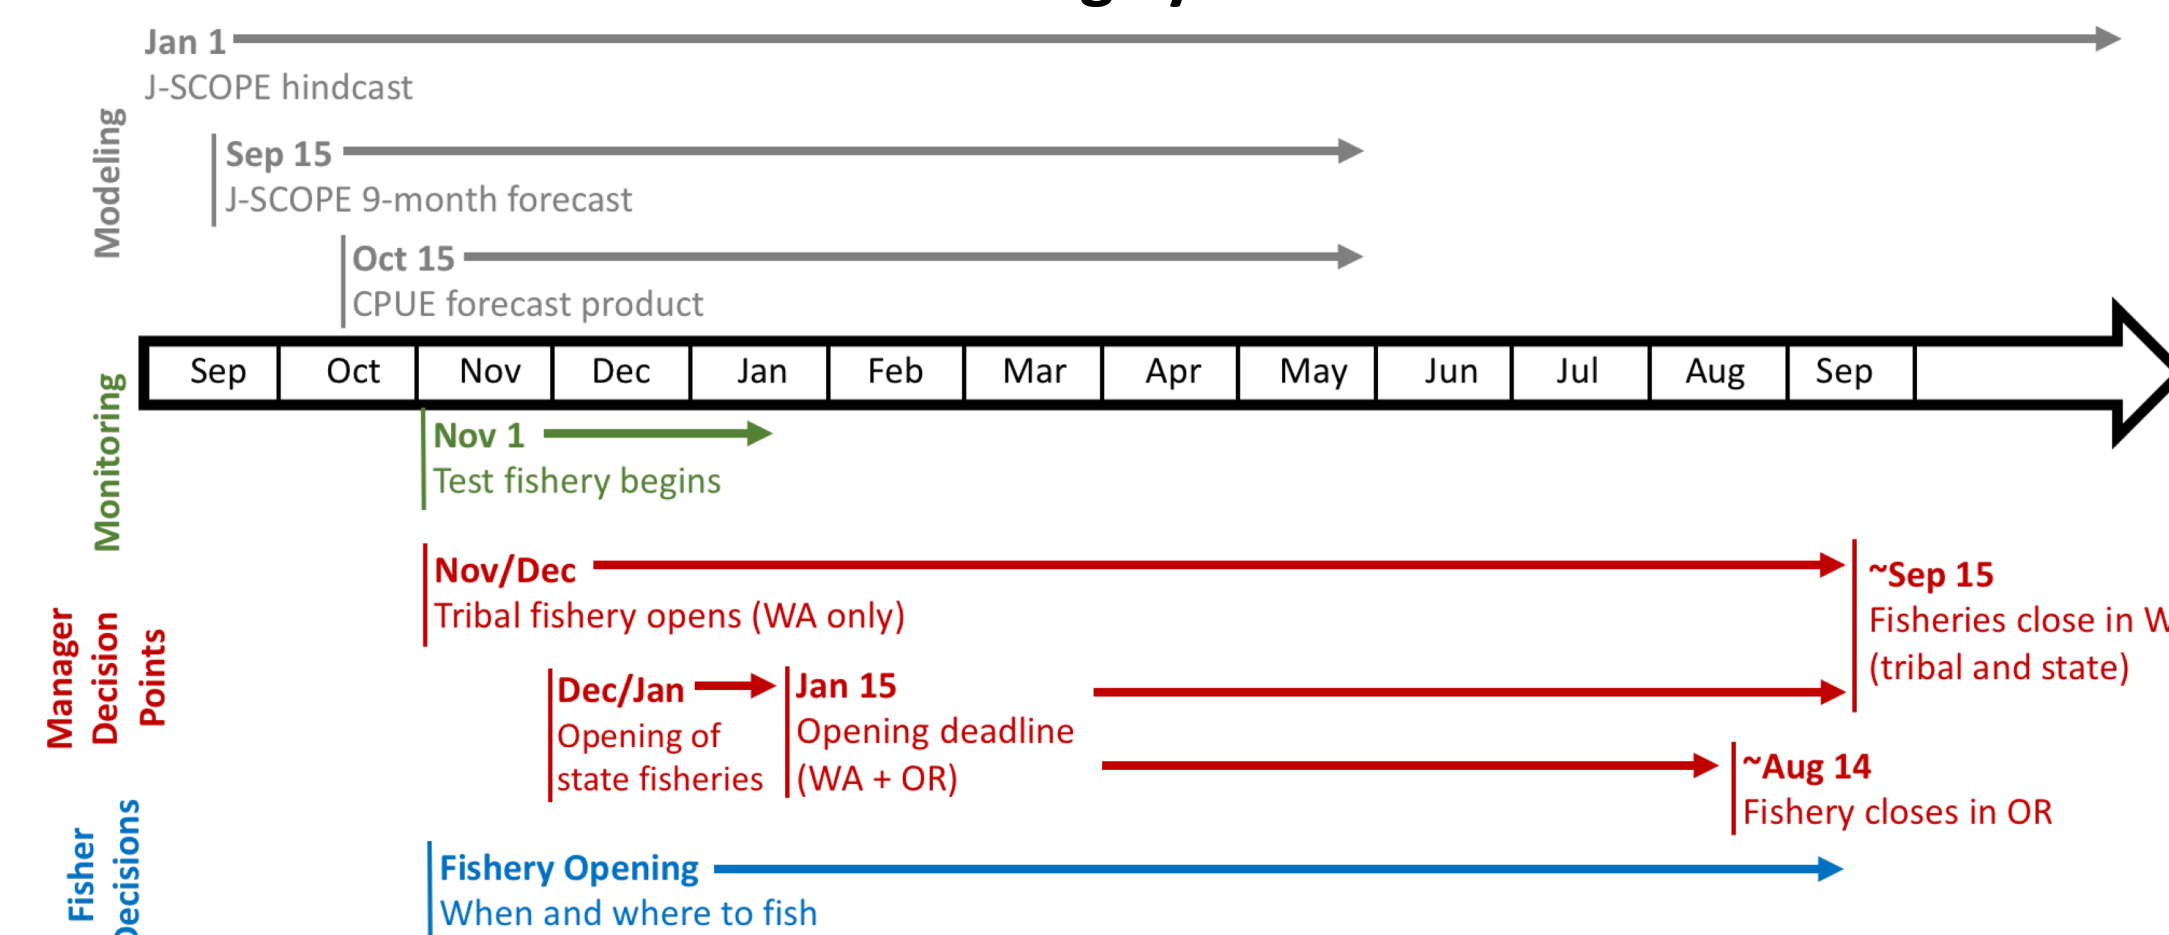 Jan 1
J-SCOPE hindcast
Modeling
Sep 15
J-SCOPE 9-month forecast
Oct 15
CPUE forecast product
Sep Oct Nov Dec Jan Feb Mar Apr May Jun Jul Aug Sep
Monitoring
Nov 1
Test fishery begins
Manager
Decision
Points
Nov/Dec
Tribal fishery opens (WA only)
~Sep 15
Fisheries close in
(tribal and state)
Dec/Jan
Opening of
state fisheries
Jan 15
Opening deadline
(WA + OR)
~Aug 14
Fishery closes in OR
Fisher
Fishery Opening
When and where to fish